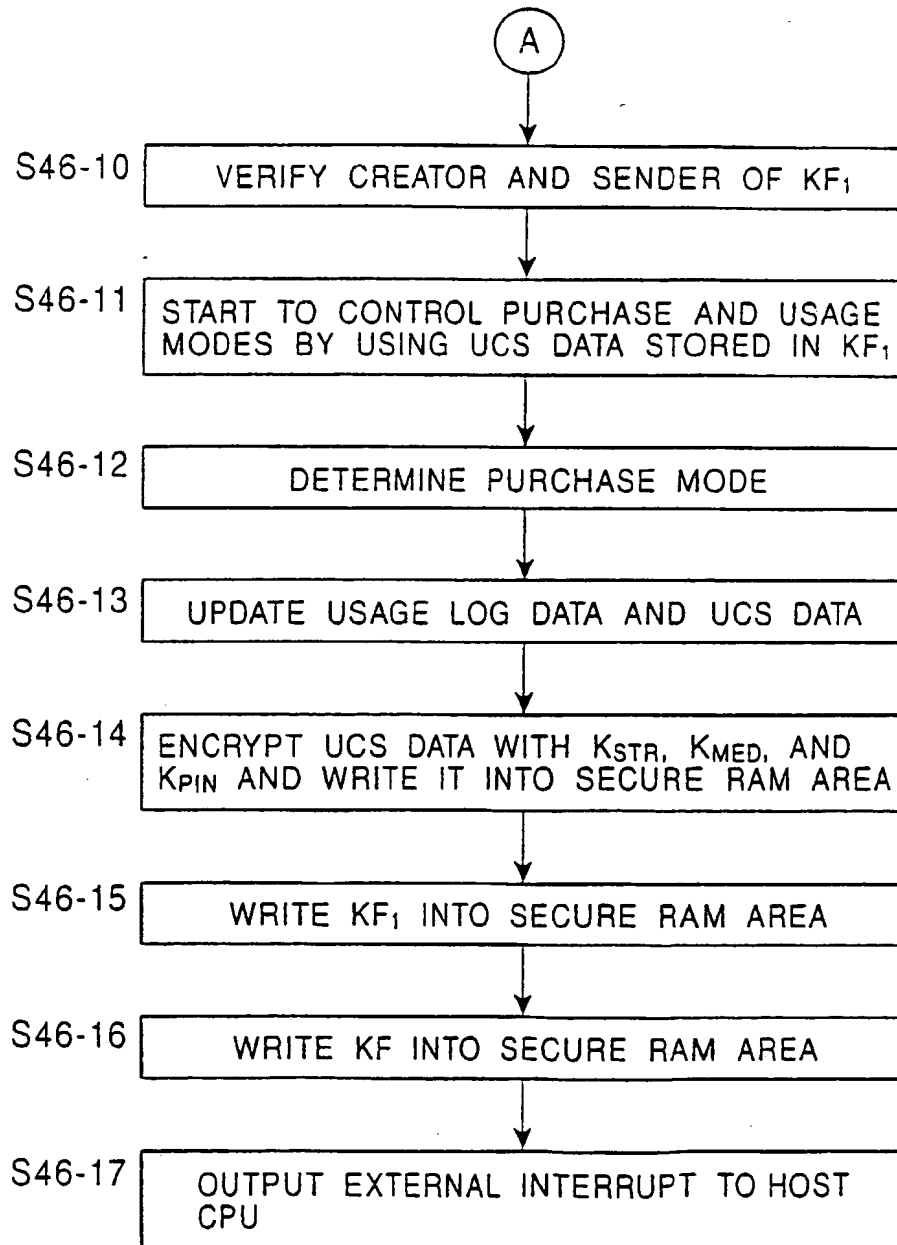 A
S46-10
VERIFY CREATOR AND SENDER OF KF₁
S46-11
START TO CONTROL PURCHASE AND USAGE
MODES BY USING UCS DATA STORED IN KF₁
S46-12
DETERMINE PURCHASE MODE
S46-13
UPDATE USAGE LOG DATA AND UCS DATA
S46-14
ENCRYPT UCS DATA WITH KSTR, KMED, AND
KPIN AND WRITE IT INTO SECURE RAM AREA
S46-15
WRITE KF₁ INTO SECURE RAM AREA
S46-16
WRITE KF INTO SECURE RAM AREA
S46-17
OUTPUT EXTERNAL INTERRUPT TO HOST
CPU